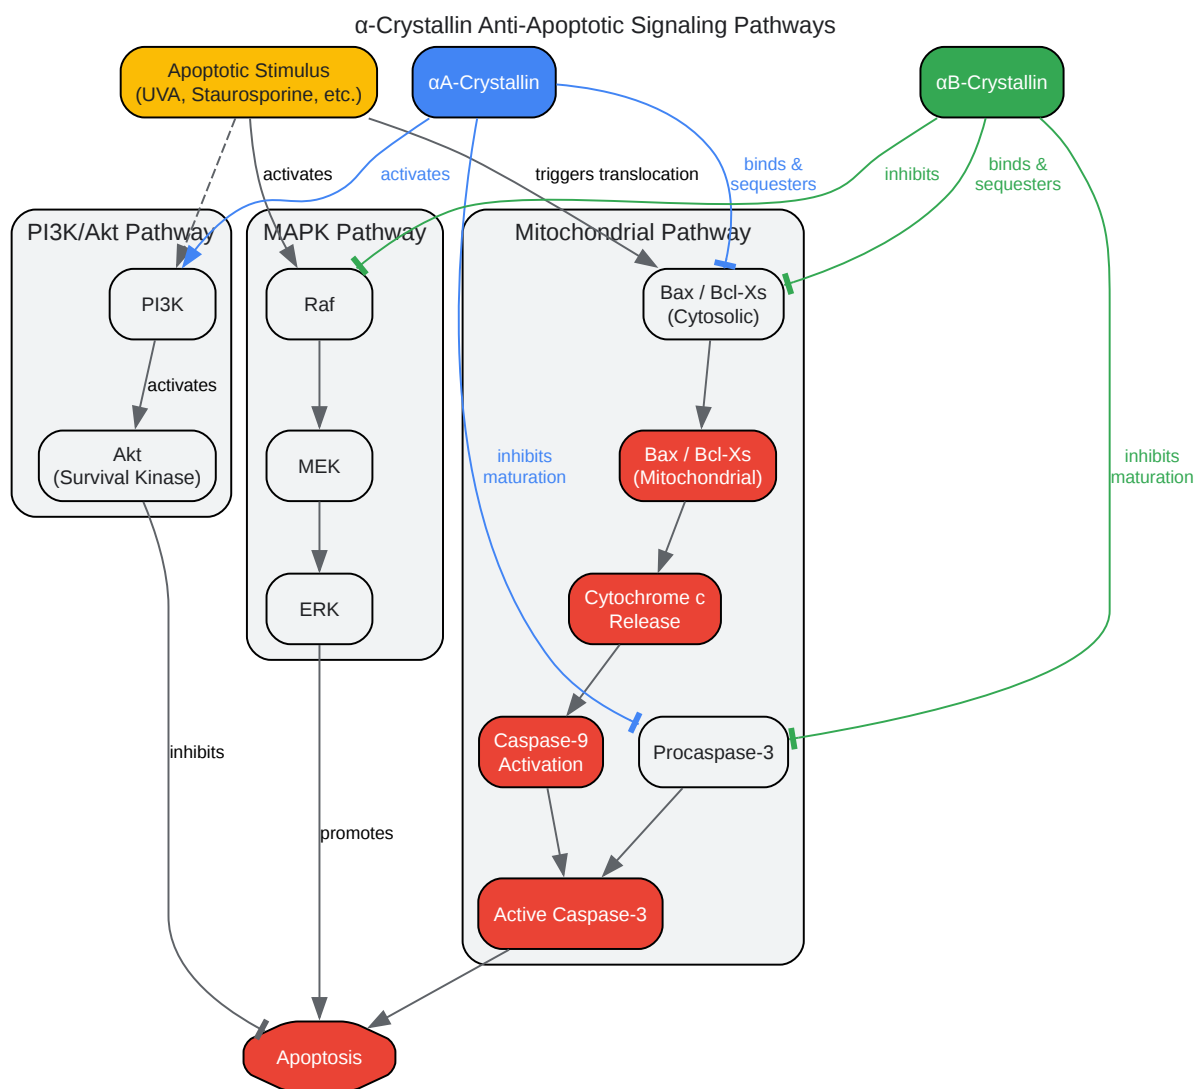 α-Crystallin Anti-Apoptotic Signaling Pathways
Apoptotic Stimulus
(UVA, Staurosporine, etc.)
αA-Crystallin
αB-Crystallin
activates
activates
triggers translocation
binds &
sequesters
inhibits
binds &
sequesters
PI3K/Akt Pathway
MAPK Pathway
Mitochondrial Pathway
PI3K
Raf
Bax / Bcl-Xs
(Cytosolic)
activates
Akt
(Survival Kinase)
MEK
inhibits
maturation
Bax / Bcl-Xs
(Mitochondrial)
inhibits
maturation
ERK
Cytochrome c
Release
inhibits
Caspase-9
Activation
Procaspase-3
promotes
Active Caspase-3
Apoptosis